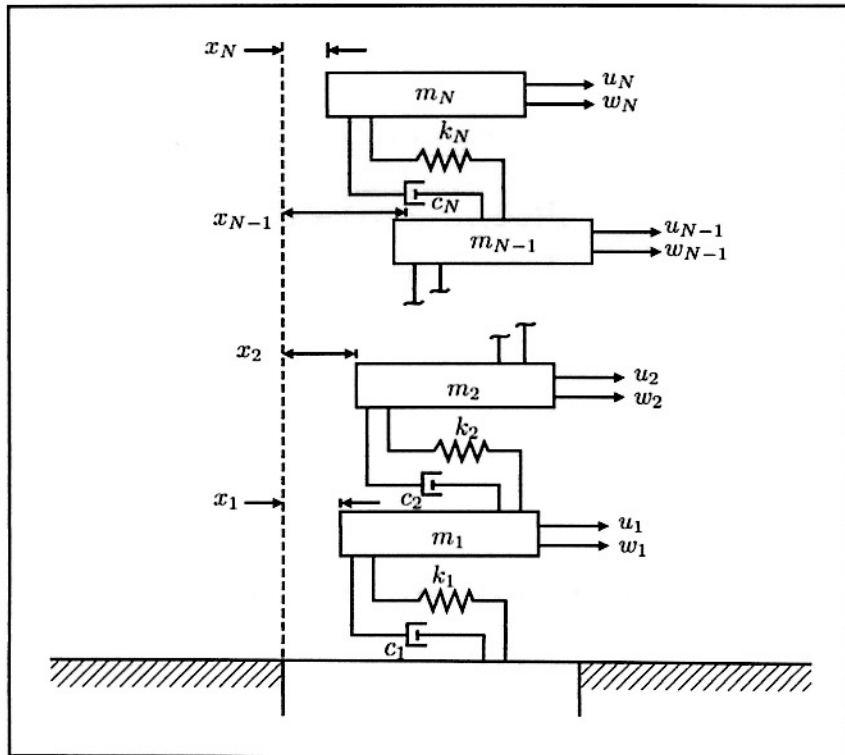 x_N
m_N
u_N
w_N
k_N
c_N
x_{N-1}
m_{N-1}
u_{N-1}
w_{N-1}
x_2
m_2
u_2
w_2
k_2
c_2
x_1
m_1
u_1
w_1
k_1
c_1